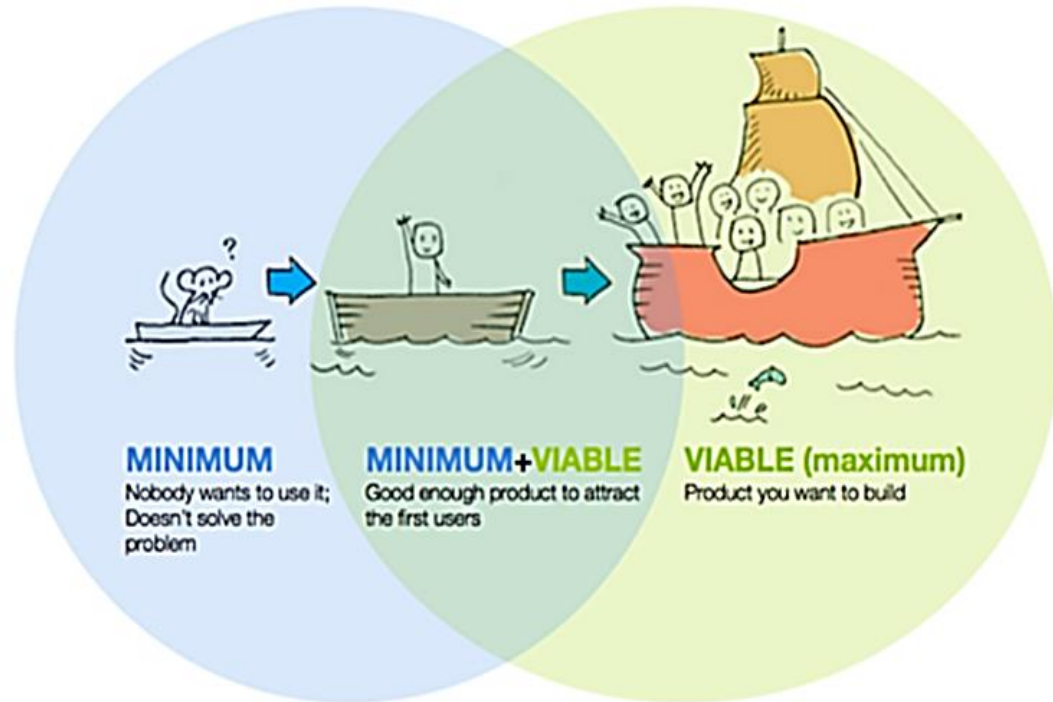 ?
MINIMUM
Nobody wants to use it;
Doesn't solve the
problem
MINIMUM+VIABLE
Good enough product to attract
the first users
VIABLE (maximum)
Product you want to build